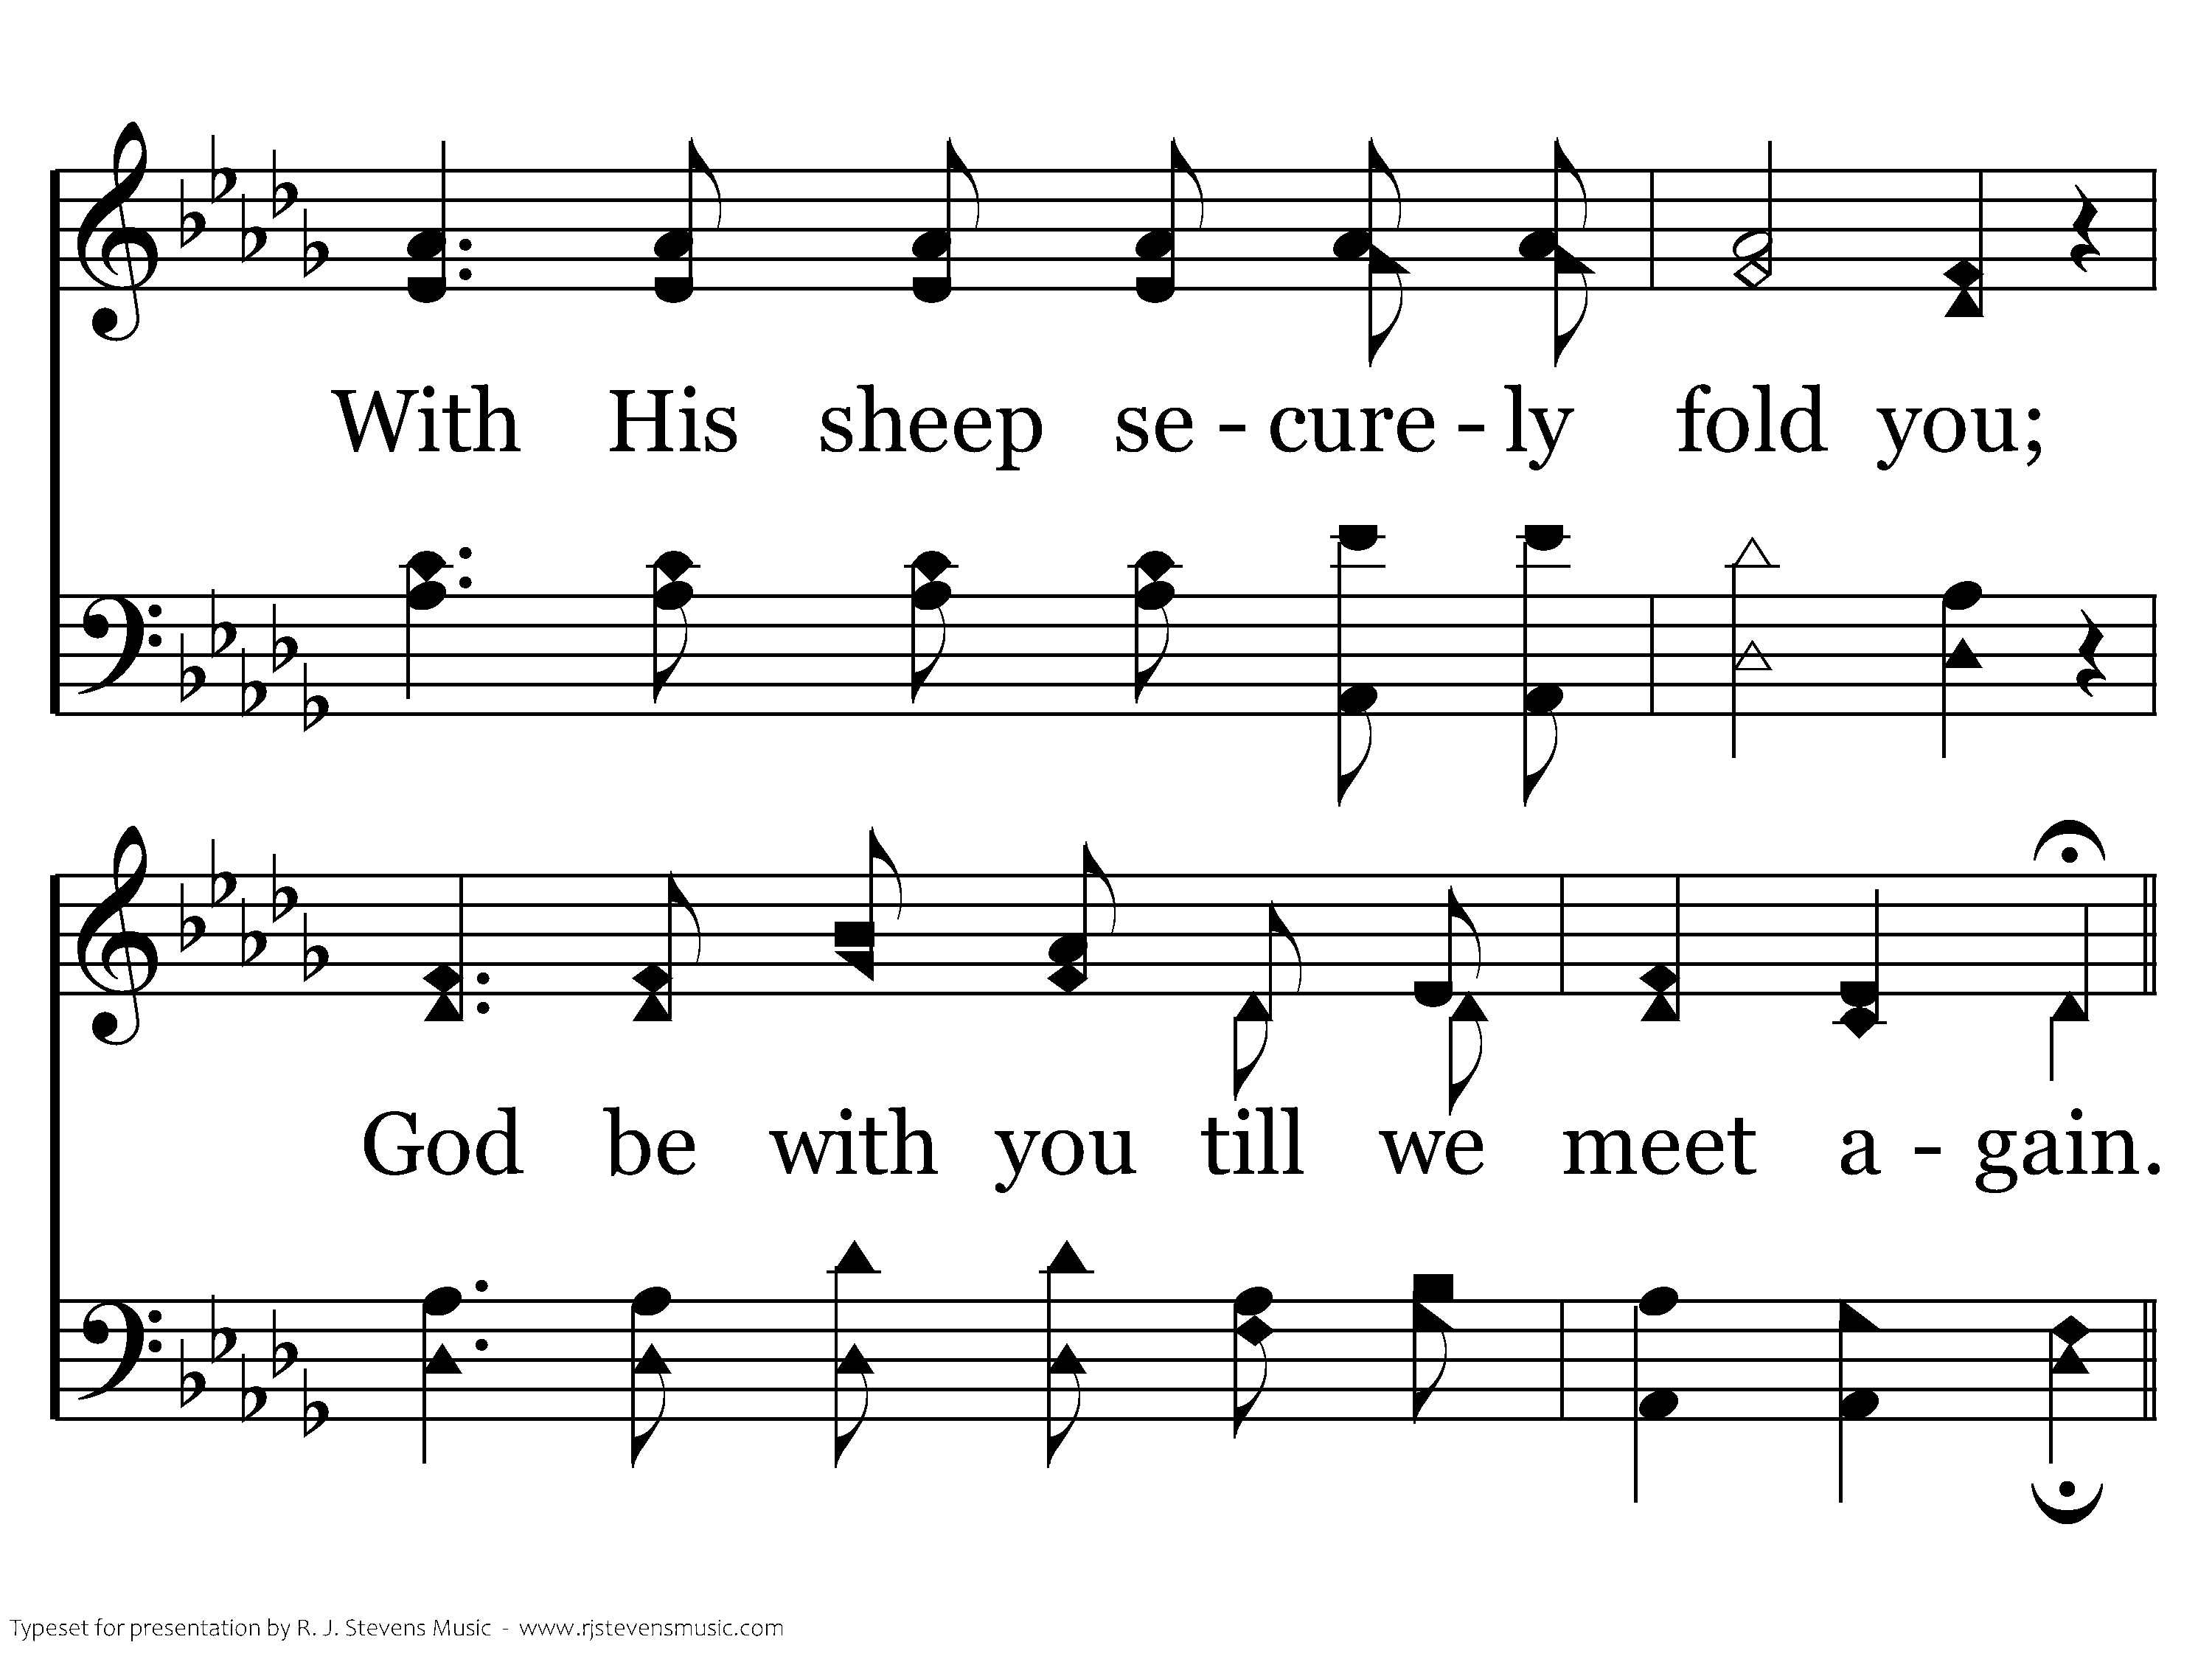 With His sheep se - cure - ly fold you;
God be with you till we meet a - gain.
Typeset for presentation by R. J. Stevens Music - www.rjstevensmusic.com